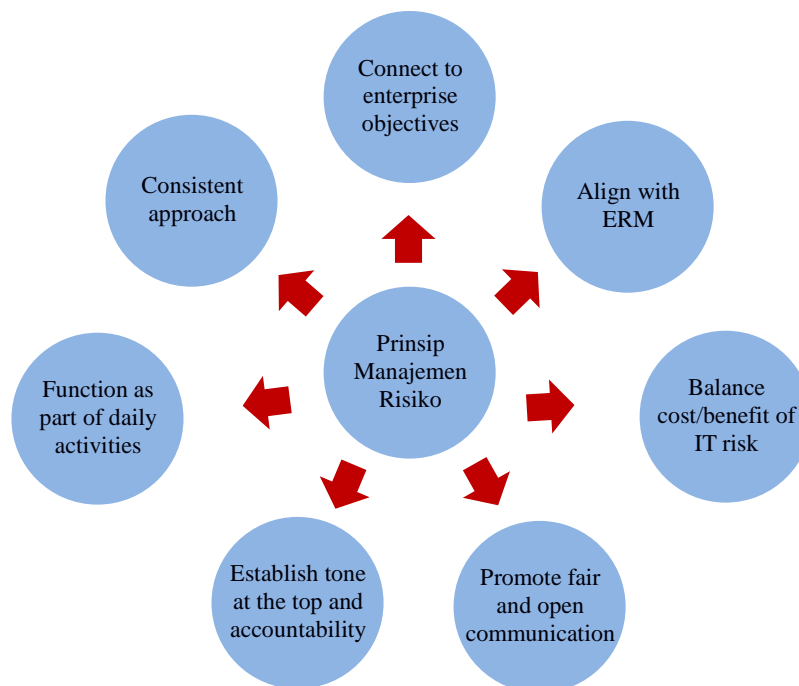 Connect to
enterprise
objectives
Consistent
approach
Align with
ERM
Prinsip
Manajemen
Risiko
Function as
part of daily
activities
Balance
cost/benefit of
IT risk
Establish tone
at the top and
accountability
Promote fair
and open
communication